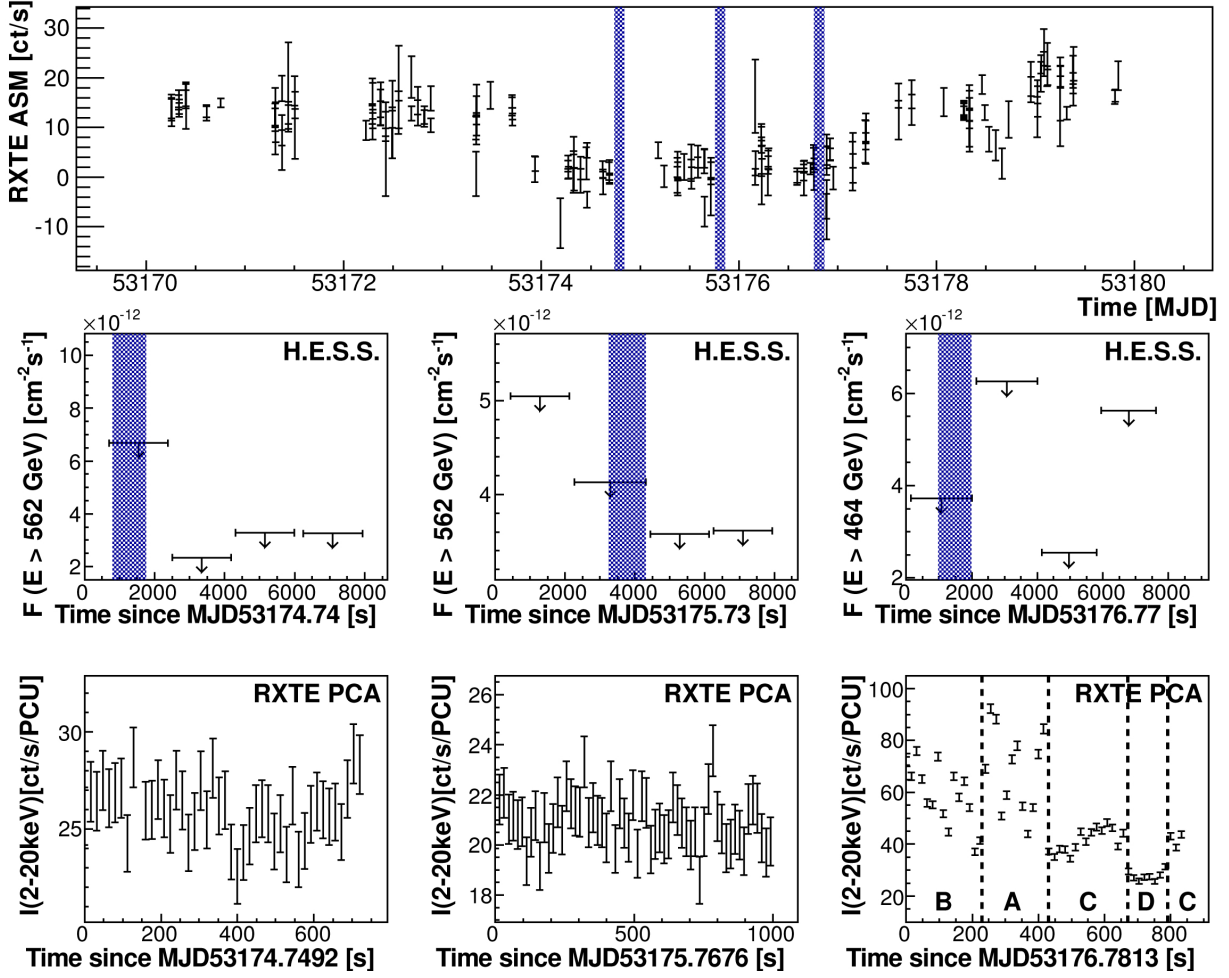 RXTE ASM [ct/s]
30
20
10
0
-10
53170 53172 53174 53176 53178 53180
Time [MJD]
F (E > 562 GeV) [cm-2s-1]
×10-12
H.E.S.S.
10
8
6
4
2
0 2000 4000 6000 8000
Time since MJD53174.74 [s]
F (E > 562 GeV) [cm-2s-1]
×10-12
H.E.S.S.
5
4
0 2000 4000 6000 8000
Time since MJD53175.73 [s]
F (E > 464 GeV) [cm-2s-1]
×10-12
H.E.S.S.
6
4
2
0 2000 4000 6000 8000
Time since MJD53176.77 [s]
I(2-20keV)[ct/s/PCU]
RXTE PCA
30
25
0 200 400 600
Time since MJD53174.7492 [s]
I(2-20keV)[ct/s/PCU]
RXTE PCA
26
24
22
20
18
0 500 1000
Time since MJD53175.7676 [s]
I(2-20keV)[ct/s/PCU]
RXTE PCA
100
80
60
40
20
B A C D C
0 200 400 600 800
Time since MJD53176.7813 [s]